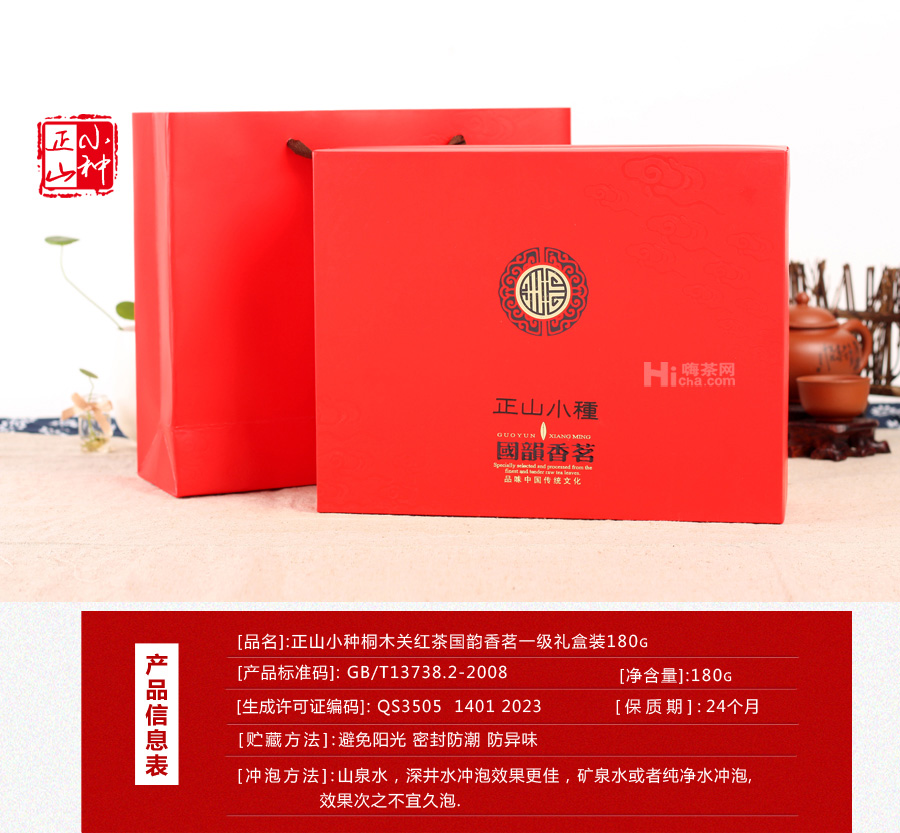 正山
小种
Hi 嗨茶网
cha.com
正山小種
GUOYUN XIANG MING
國韻香茗
Specially selected and processed from the
finest and tender raw tea leaves.
品味中国传统文化
产品信息表
[品名]:正山小种桐木关红茶国韵香茗一级礼盒装180G
[产品标准码]: GB/T13738.2-2008
[净含量]:180G
[生成许可证编码]: QS3505 1401 2023
[保质期]: 24个月
[贮藏方法]:避免阳光 密封防潮 防异味
[冲泡方法]:山泉水，深井水冲泡效果更佳，矿泉水或者纯净水冲泡,
效果次之不宜久泡.